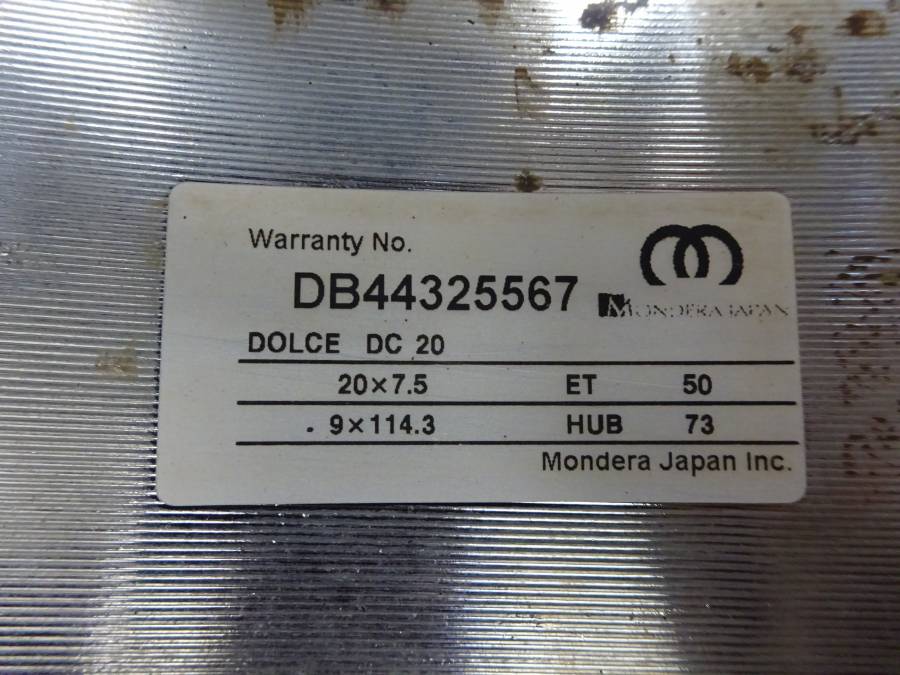 Warranty No.
DB44325567
MONDERA JAPAN
DOLCE DC 20
20×7.5 ET 50
. 9×114.3 HUB 73
Mondera Japan Inc.